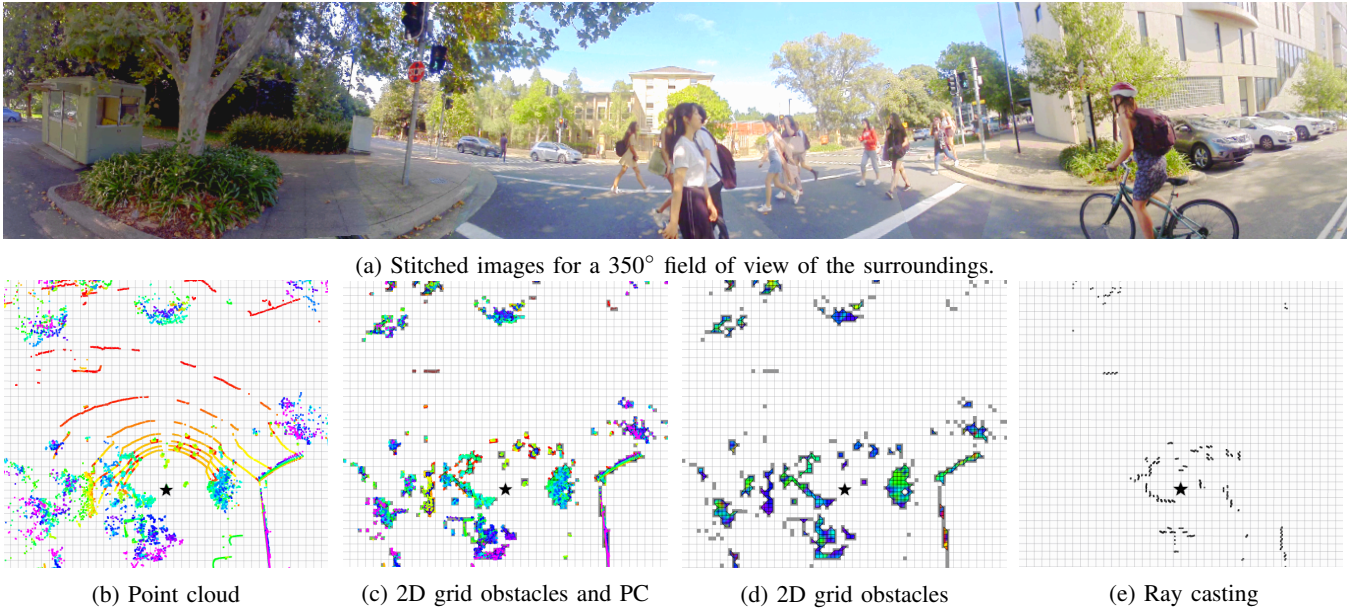 (a) Stitched images for a 350° field of view of the surroundings.
(b) Point cloud
(c) 2D grid obstacles and PC
(d) 2D grid obstacles
(e) Ray casting